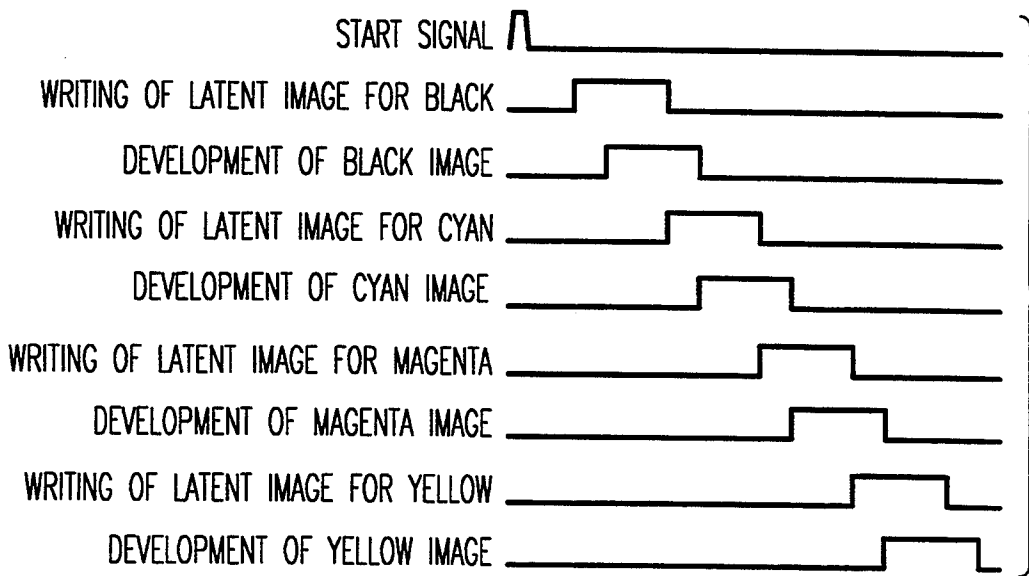 START SIGNAL
WRITING OF LATENT IMAGE FOR BLACK
DEVELOPMENT OF BLACK IMAGE
WRITING OF LATENT IMAGE FOR CYAN
DEVELOPMENT OF CYAN IMAGE
WRITING OF LATENT IMAGE FOR MAGENTA
DEVELOPMENT OF MAGENTA IMAGE
WRITING OF LATENT IMAGE FOR YELLOW
DEVELOPMENT OF YELLOW IMAGE